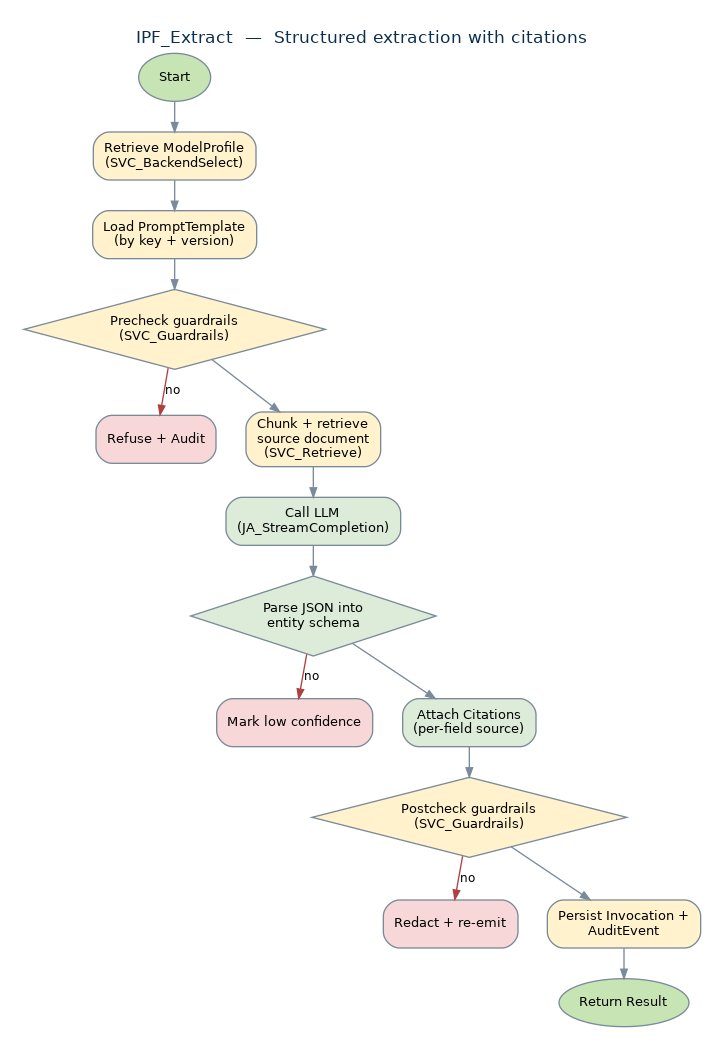 IPF_Extract — Structured extraction with citations
Start
Retrieve ModelProfile
(SVC_BackendSelect)
Load PromptTemplate
(by key + version)
Precheck guardrails
(SVC_Guardrails)
no
Refuse + Audit
Chunk + retrieve
source document
(SVC_Retrieve)
Call LLM
(JA_StreamCompletion)
Parse JSON into
entity schema
no
Mark low confidence
Attach Citations
(per-field source)
Postcheck guardrails
(SVC_Guardrails)
no
Redact + re-emit
Persist Invocation +
AuditEvent
Return Result